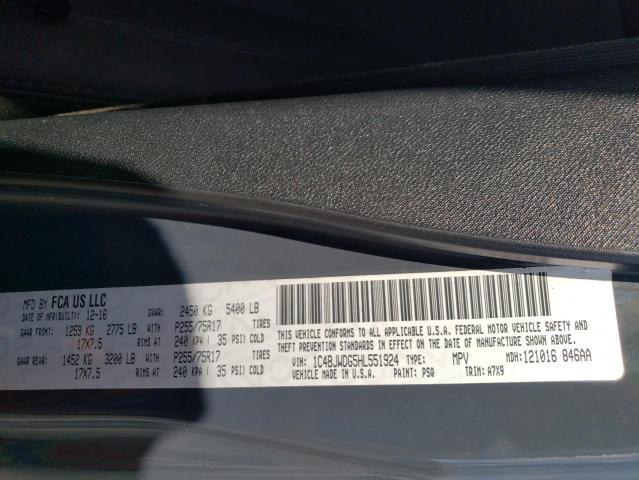 MFD BY FCA US LLC
DATE OF MFR(BUILT): 12-16 GVWR: 2450 KG 5400 LB
GAWR FRONT: 1259 KG 2775 LB WITH P255/75R17 TIRES
17X7.5 RIMS AT 240 KPA ( 35 PSI) COLD
GAWR REAR: 1452 KG 3200 LB WITH P255/75R17 TIRES
17X7.5 RIMS AT 240 KPA ( 35 PSI) COLD
THIS VEHICLE CONFORMS TO ALL APPLICABLE U.S.A. FEDERAL MOTOR VEHICLE SAFETY, BUMPER, AND
THEFT PREVENTION STANDARDS IN EFFECT ON THE DATE OF MANUFACTURE SHOWN ABOVE.
VIN: 1C4BJWDG5HL551924 TYPE: MPV MDH: 121016 846AA
VEHICLE MADE IN U.S.A. PAINT: PSQ TRIM: A7X9